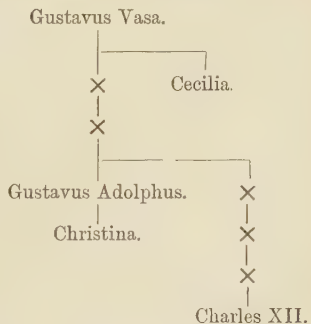 Gustavus Vasa.
Cecilia.
×
×
Gustavus Adolphus.
×
Christina.
×
×
Charles XII.